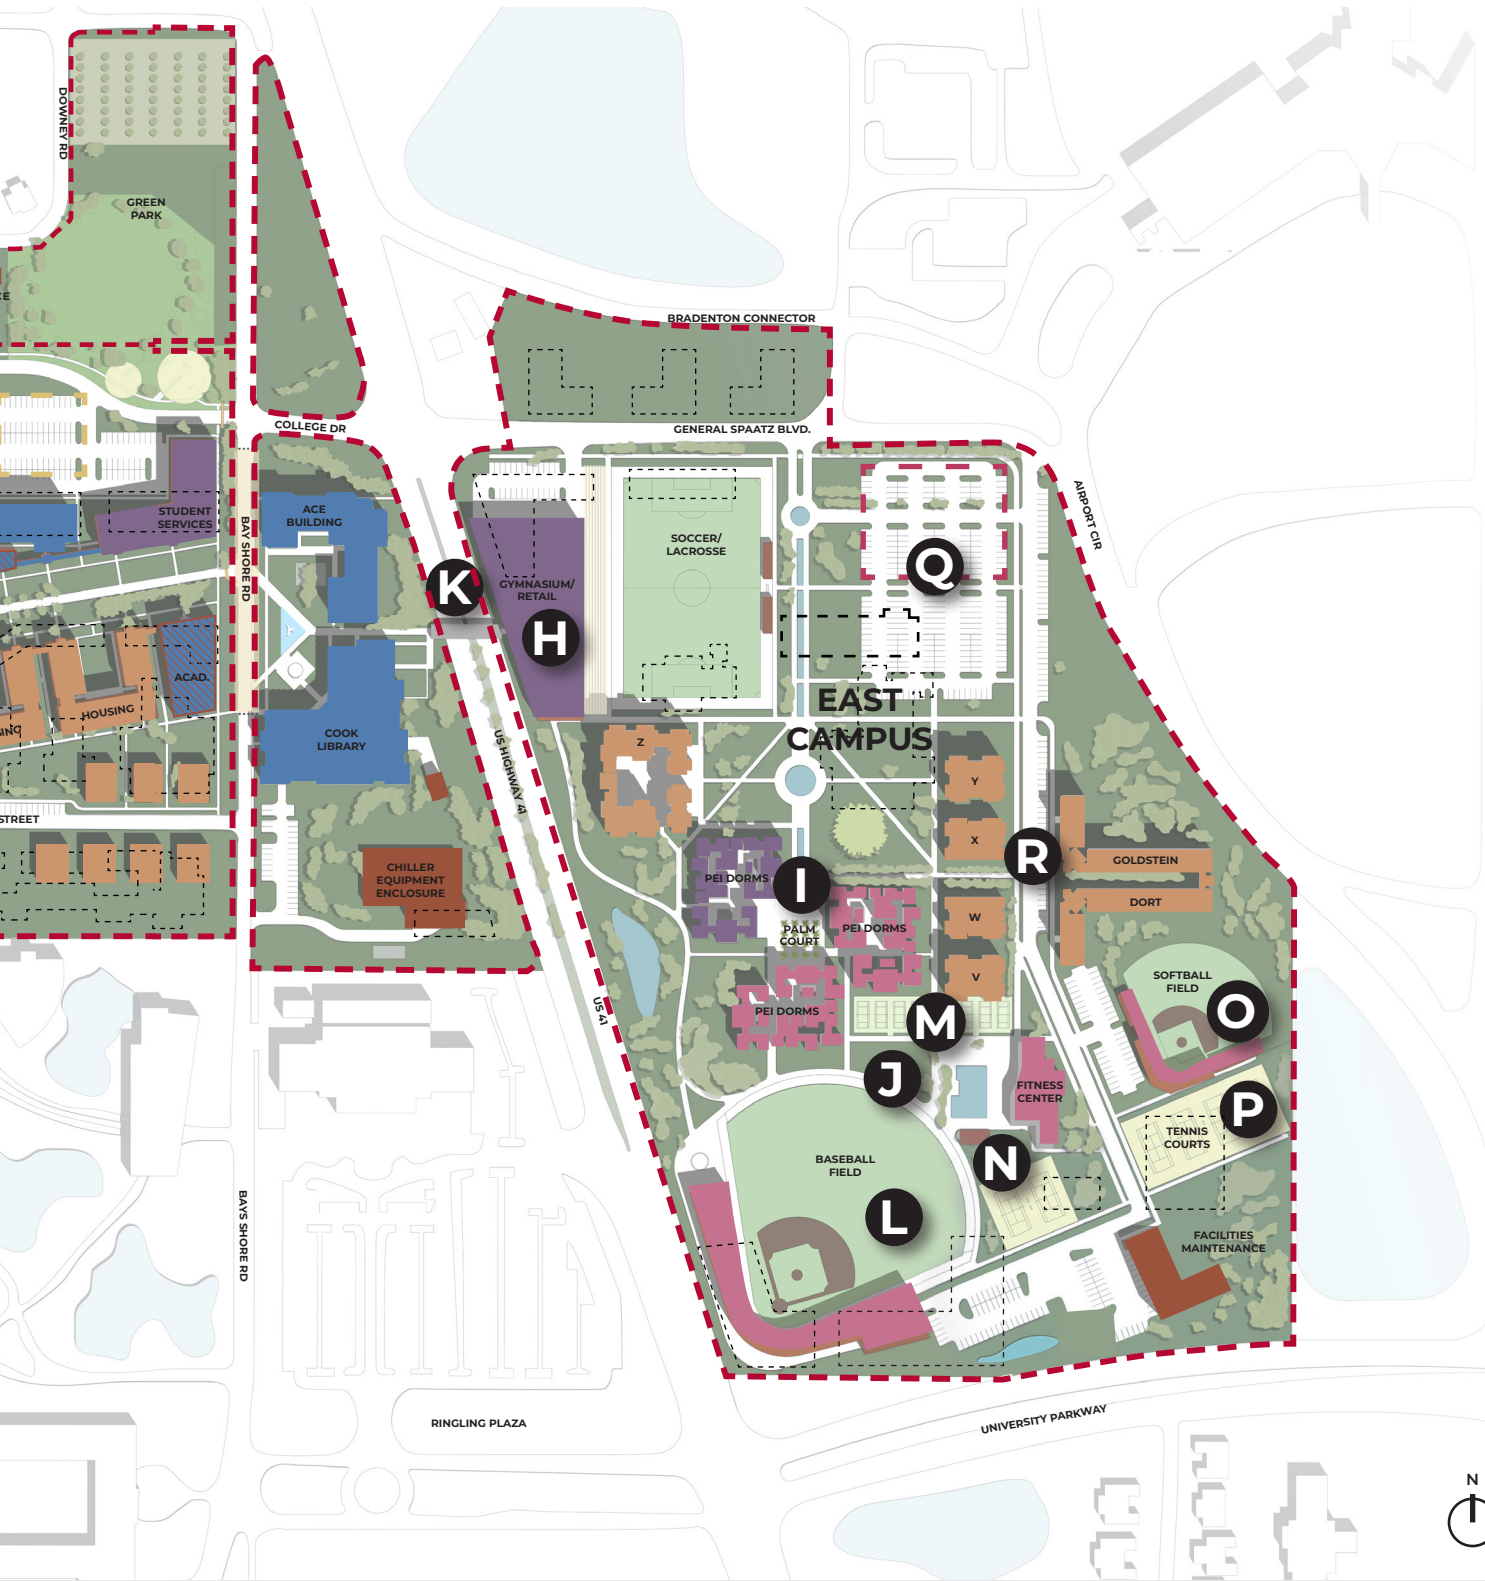 DOWNEY RD
GREEN
PARK
CE
BRADENTON CONNECTOR
COLLEGE DR
GENERAL SPAATZ BLVD.
AIRPORT CIR
STUDENT
SERVICES
BAY SHORE RD
ACE
BUILDING
SOCCER/
LACROSSE
K
GYMNASIUM/
RETAIL
H
Q
ACAD.
HOUSING
SING
COOK
LIBRARY
US HIGHWAY 41
Z
EAST
CAMPUS
Y
STREET
X
R
GOLDSTEIN
DORT
CHILLER
EQUIPMENT
ENCLOSURE
PEI DORMS
I
PALM
COURT
PEI DORMS
W
V
US 41
PEI DORMS
M
SOFTBALL
FIELD
O
J
FITNESS
CENTER
P
TENNIS
COURTS
BASEBALL
FIELD
N
L
BAYS SHORE RD
FACILITIES
MAINTENANCE
RINGLING PLAZA
UNIVERSITY PARKWAY
N